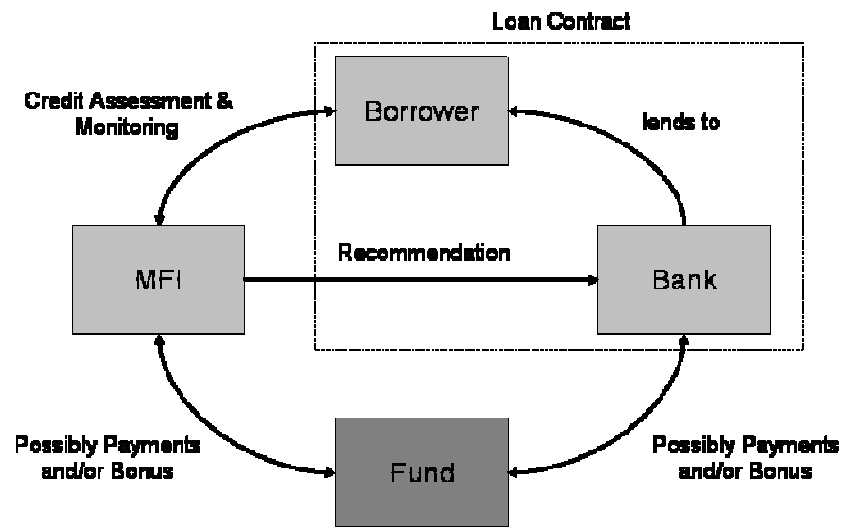 Loan Contract
Credit Assessment &
Monitoring
Borrower
lends to
MFI
Recommendation
Bank
Possibly Payments
and/or Bonus
Fund
Possibly Payments
and/or Bonus